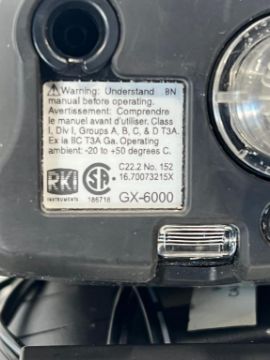 ⚠Warning: Understand 8N
manual before operating.
Avertissement: Comprendre
le manuel avant d'utiliser. Class
I, Div I, Groups A, B, C, & D T3A.
Ex ia IIC T3A Ga. Operating
ambient: -20 to +50 degrees C.
C22.2 No. 152
16.70073215X
RKI
INSTRUMENTS
186718
GX-6000